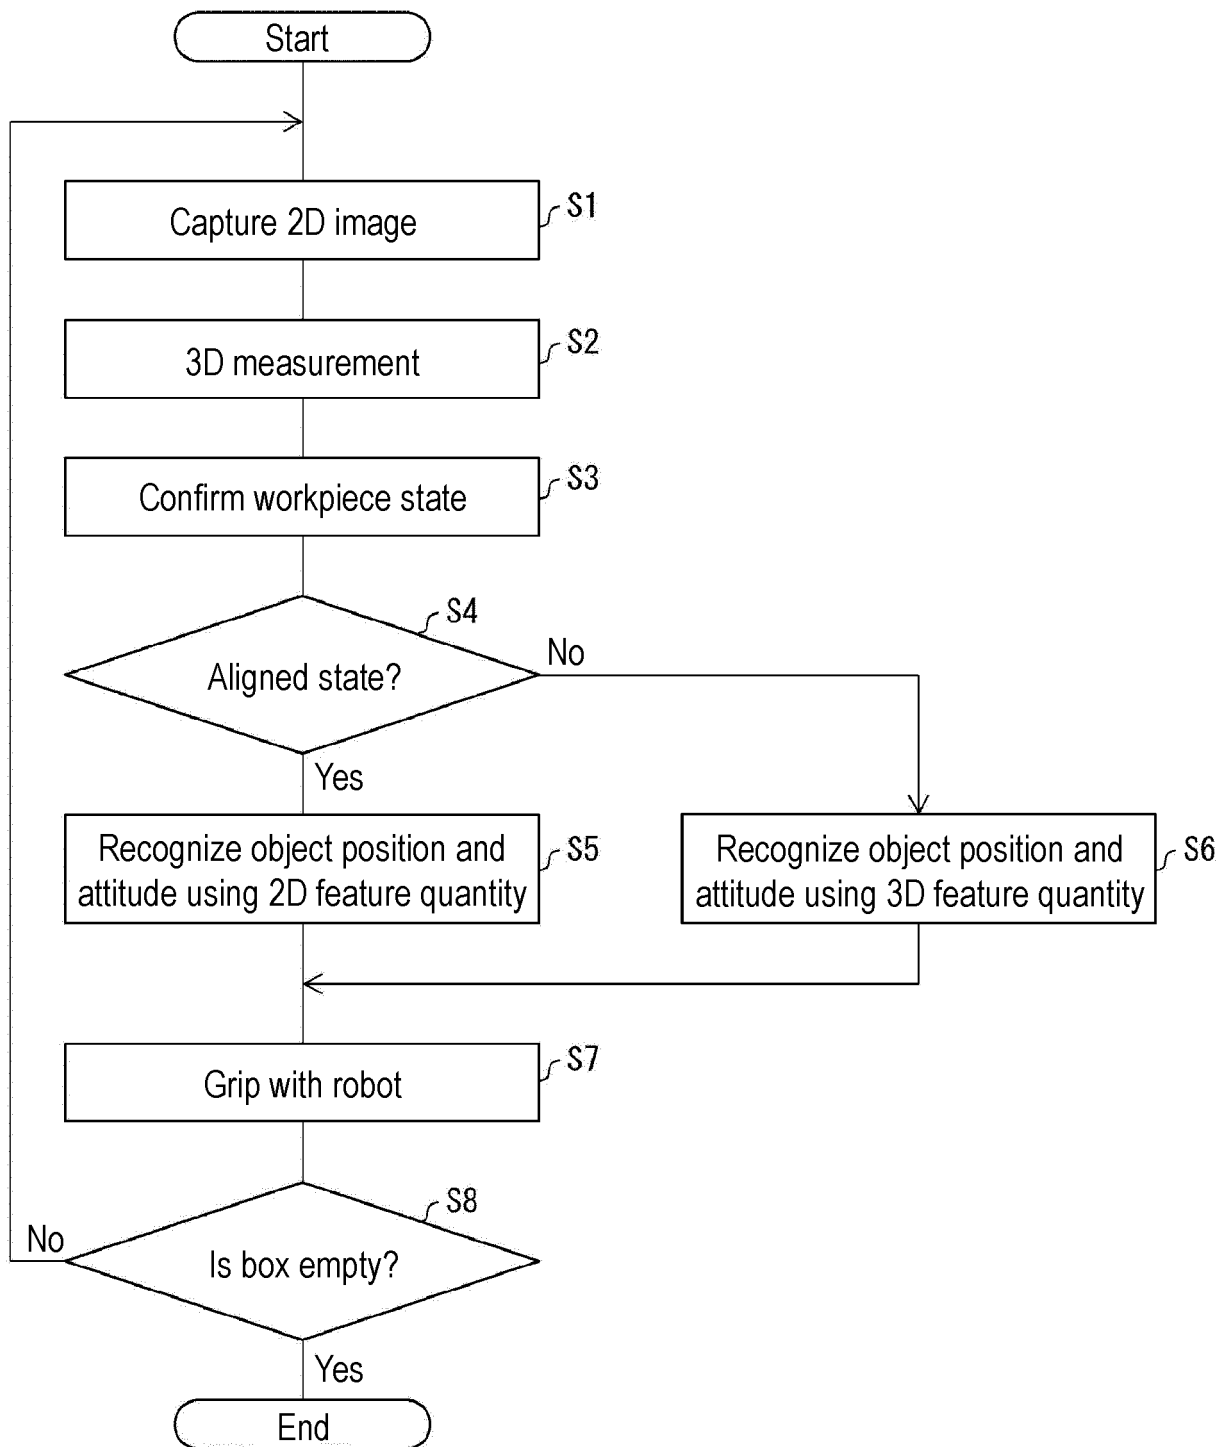 Start
Capture 2D image
S1
3D measurement
S2
Confirm workpiece state
S3
S4
Aligned state?
No
Yes
Recognize object position and
attitude using 2D feature quantity
S5
Recognize object position and
attitude using 3D feature quantity
S6
Grip with robot
S7
S8
Is box empty?
No
Yes
End